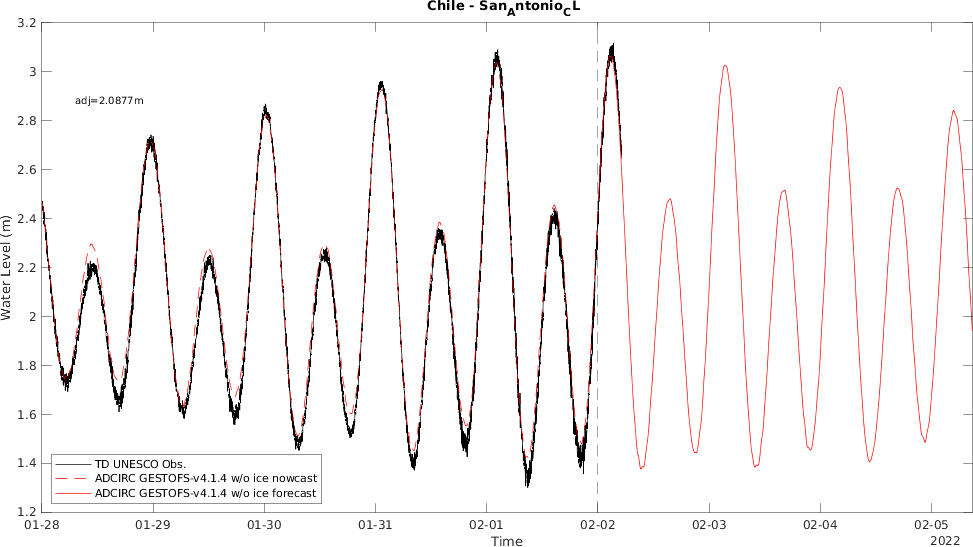 Chile - SanAntonioCL
3.2
3
2.8
2.6
2.4
2.2
2
1.8
1.6
1.4
1.2
Water Level (m)
adj=2.0877m
TD UNESCO Obs.
ADCIRC GESTOFS-v4.1.4 w/o ice nowcast
ADCIRC GESTOFS-v4.1.4 w/o ice forecast
01-28 01-29 01-30 01-31 02-01 02-02 02-03 02-04 02-05
Time 2022